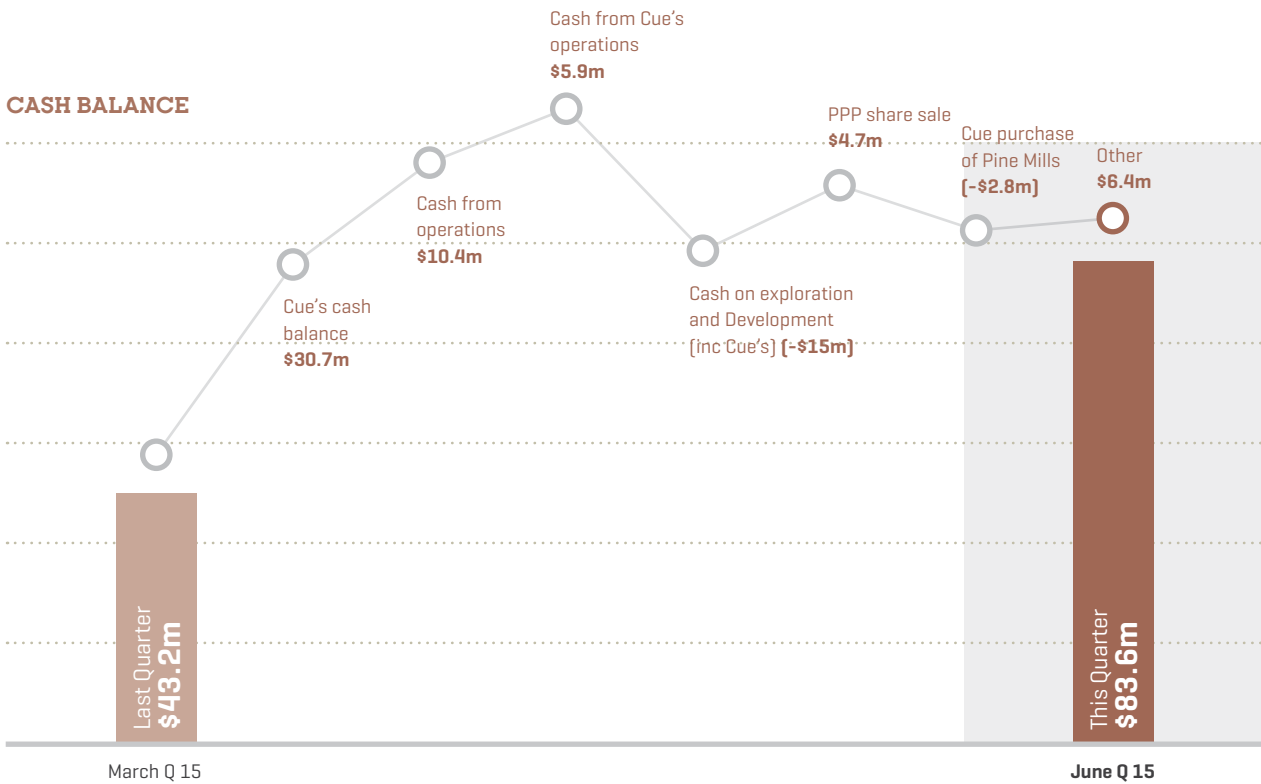 CASH BALANCE
Cash from Cue's
operations
$5.9m
PPP share sale
$4.7m
Cue purchase
of Pine Mills
(-$2.8m)
Other
$6.4m
Cash from
operations
$10.4m
Cue's cash
balance
$30.7m
Cash on exploration
and Development
(inc Cue's) (-$15m)
Last Quarter
$43.2m
This Quarter
$83.6m
March Q 15
June Q 15